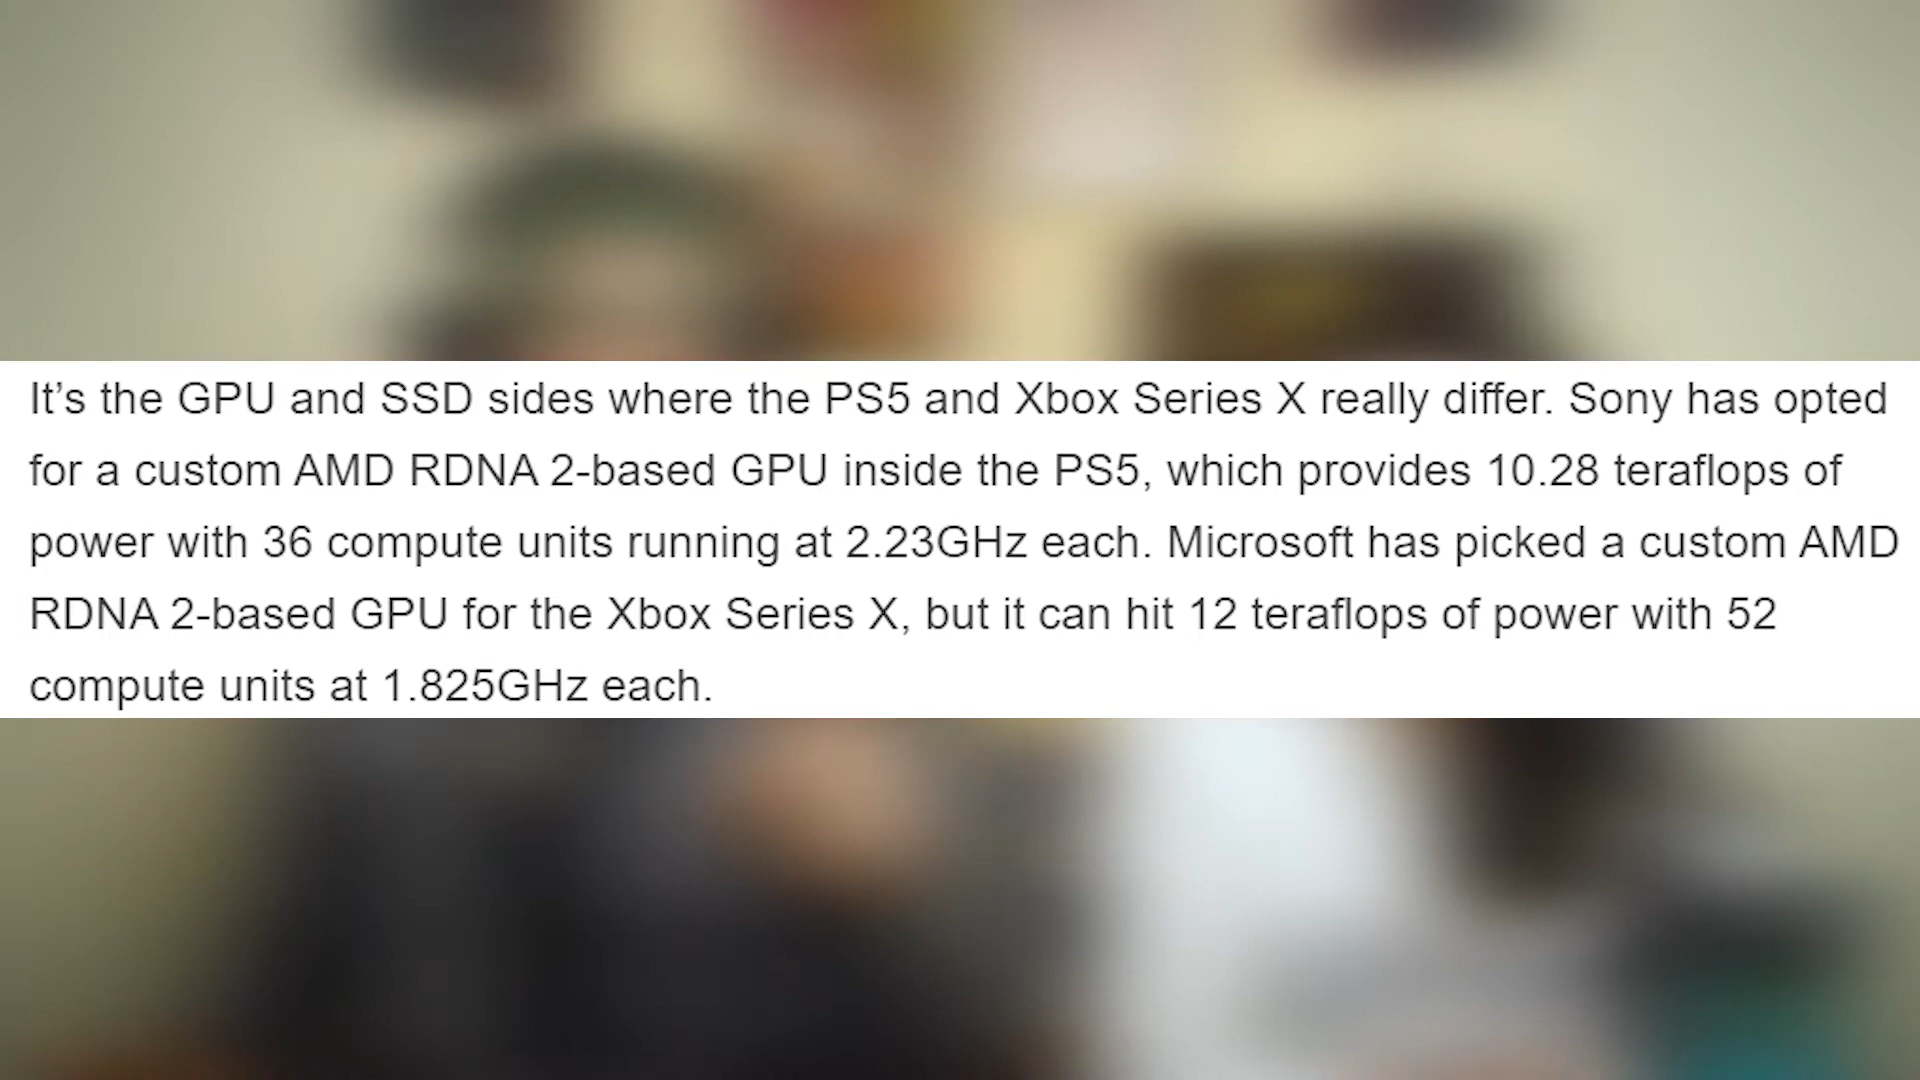 It’s the GPU and SSD sides where the PS5 and Xbox Series X really differ. Sony has opted
for a custom AMD RDNA 2-based GPU inside the PS5, which provides 10.28 teraflops of
power with 36 compute units running at 2.23GHz each. Microsoft has picked a custom AMD
RDNA 2-based GPU for the Xbox Series X, but it can hit 12 teraflops of power with 52
compute units at 1.825GHz each.